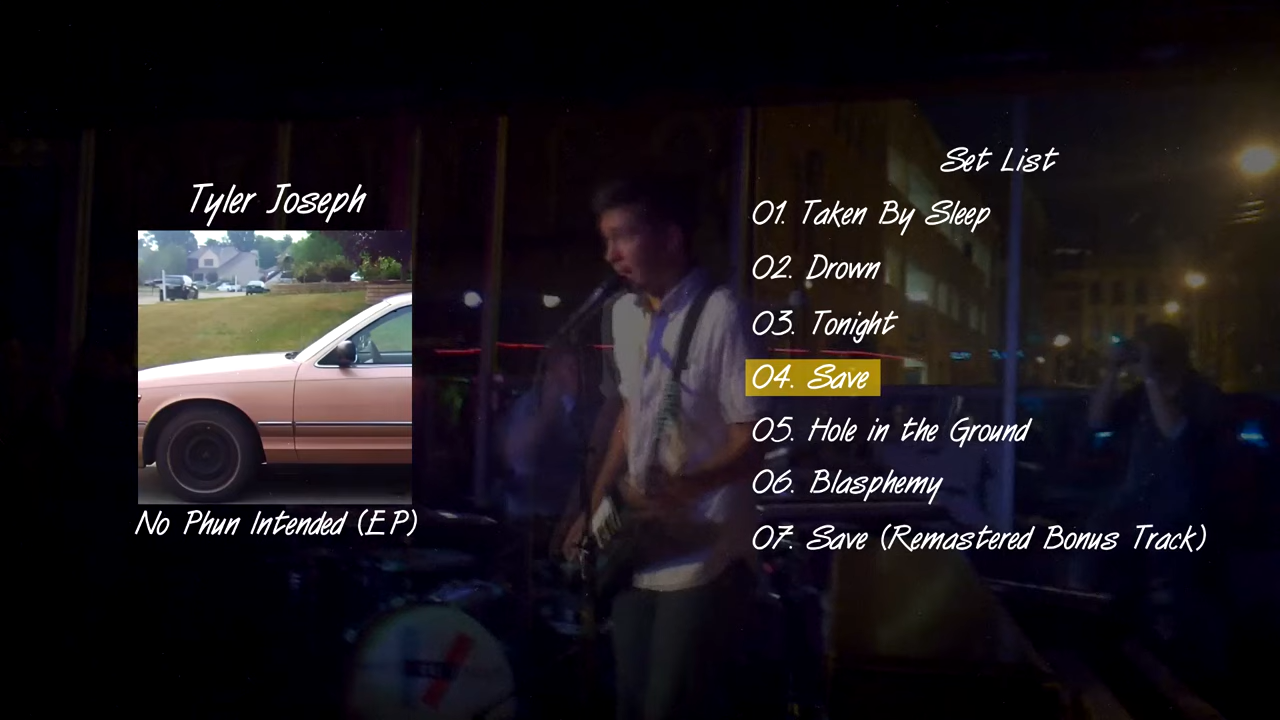 Tyler Joseph
No Phun Intended (EP)
Set List
01. Taken By Sleep
02. Drown
03. Tonight
04. Save
05. Hole in the Ground
06. Blasphemy
07. Save (Remastered Bonus Track)